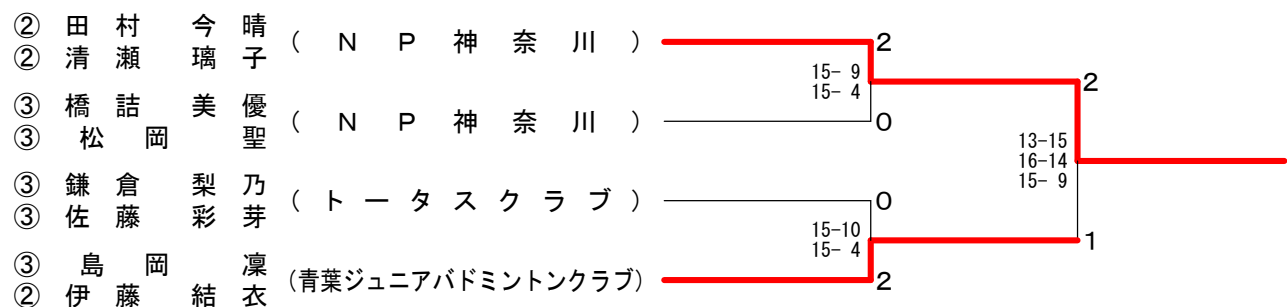 ② 田村 今晴
② 清瀬 璃子
(NP神奈川)
2
15- 9
15- 4
③ 橋詰 美優
③ 松岡 聖
(NP神奈川)
0
2
13-15
16-14
15- 9
③ 鎌倉 梨乃
③ 佐藤 彩芽
(トータスクラブ)
0
15-10
15- 4
1
③ 島岡 凜
② 伊藤 結衣
(青葉ジュニアバドミントンクラブ)
2